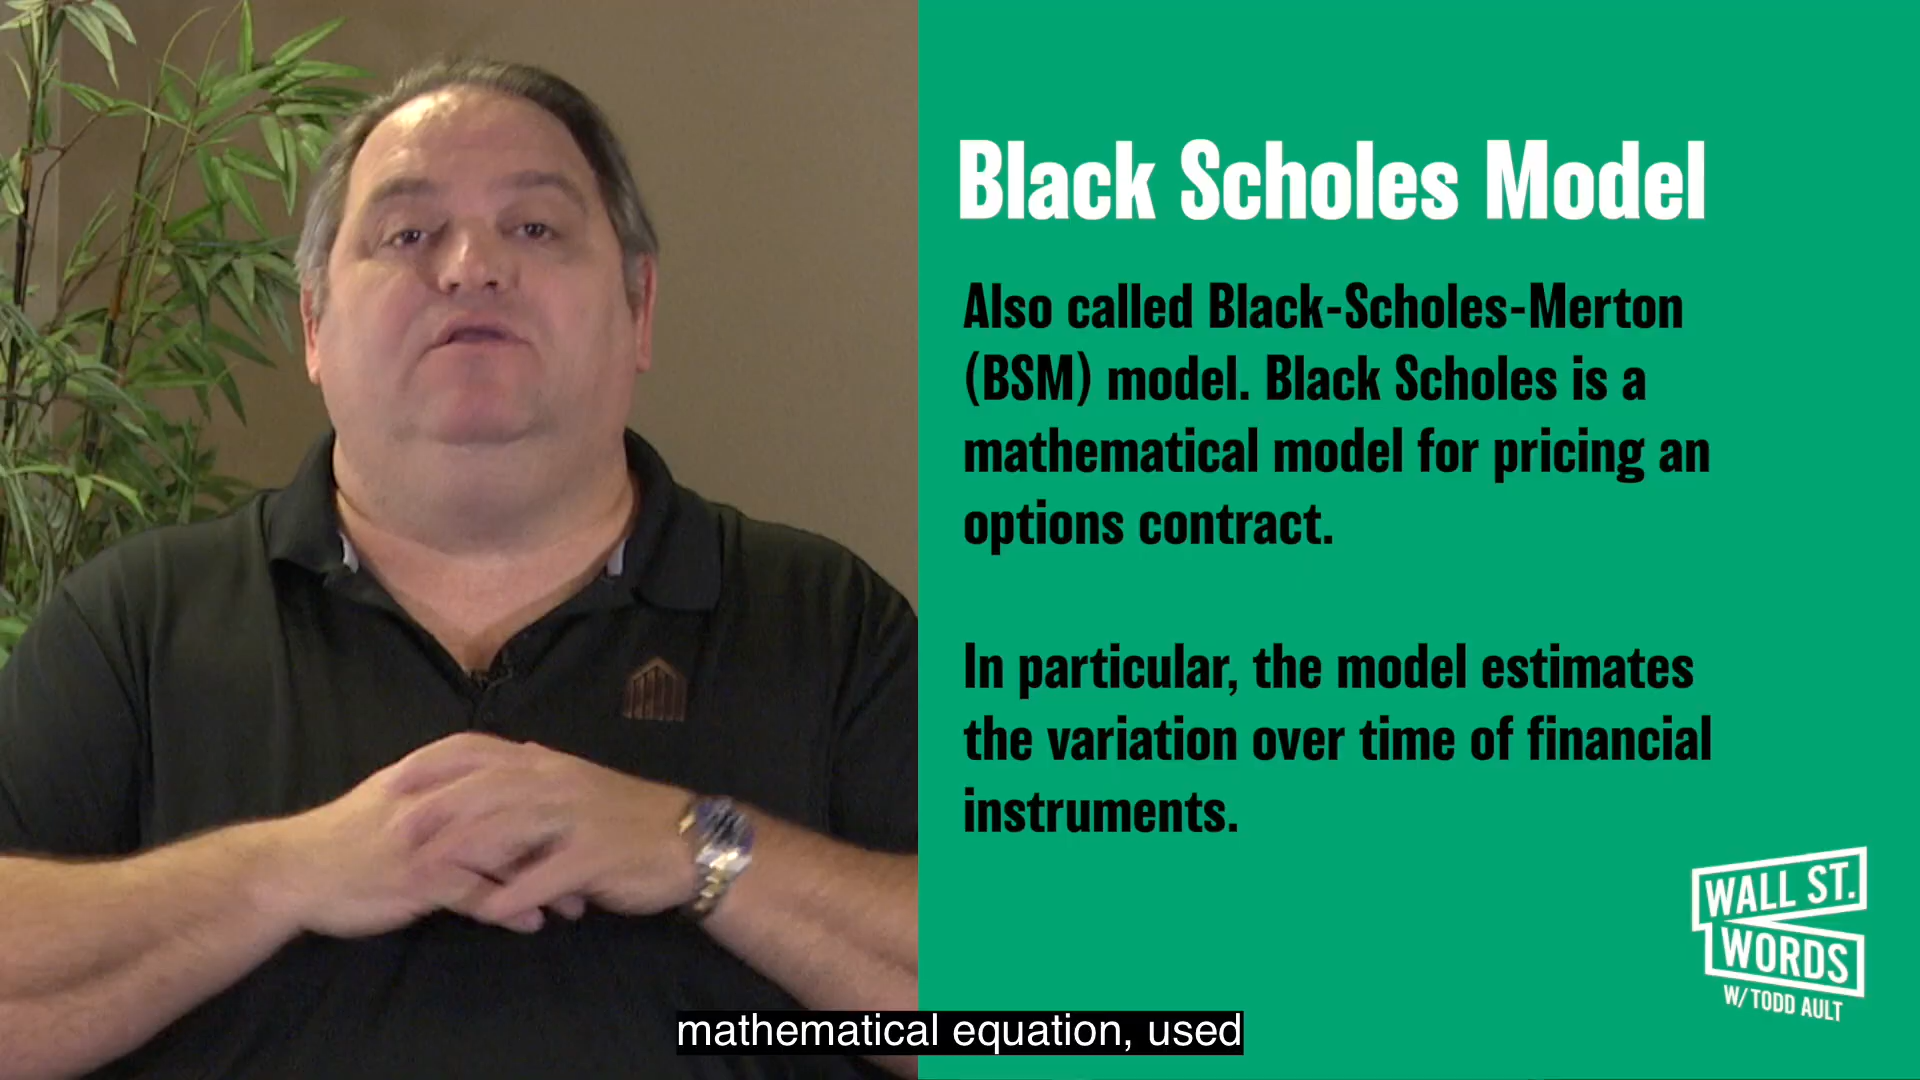 Black Scholes Model
Also called Black-Scholes-Merton
(BSM) model. Black Scholes is a
mathematical model for pricing an
options contract.
In particular, the model estimates
the variation over time of financial
instruments.
WALL ST.
WORDS
W/ TODD AULT
mathematical equation, used